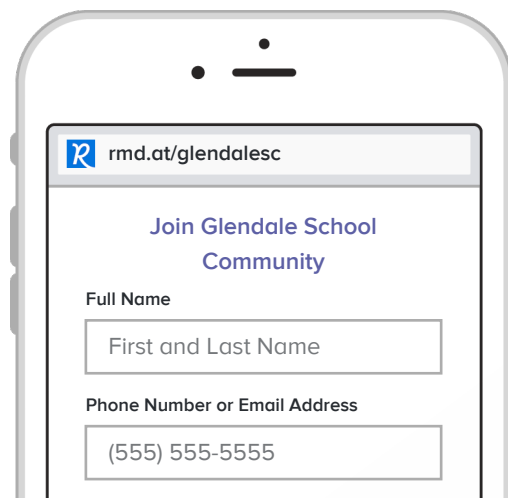 rmd.at/glendalesc
Join Glendale School
Community
Full Name
First and Last Name
Phone Number or Email Address
(555) 555-5555